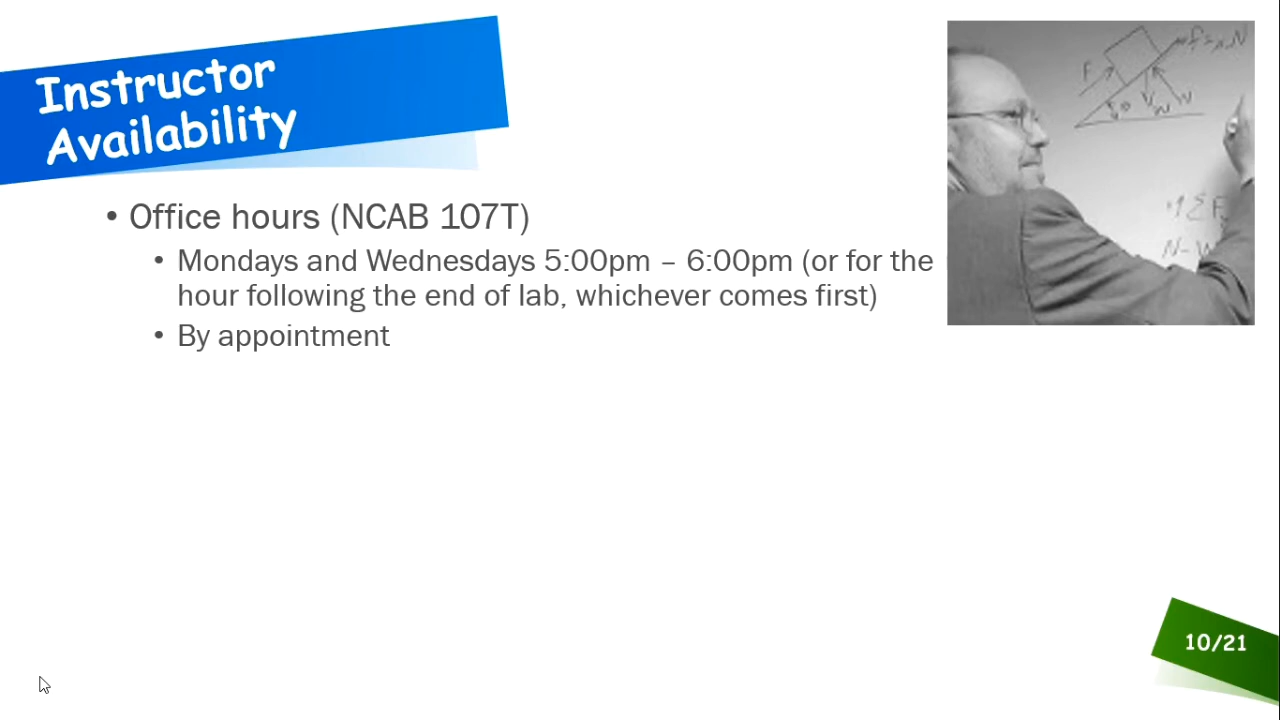 Instructor
Availability
• Office hours (NCAB 107T)
• Mondays and Wednesdays 5:00pm – 6:00pm (or for the
hour following the end of lab, whichever comes first)
• By appointment
F
N
10/21